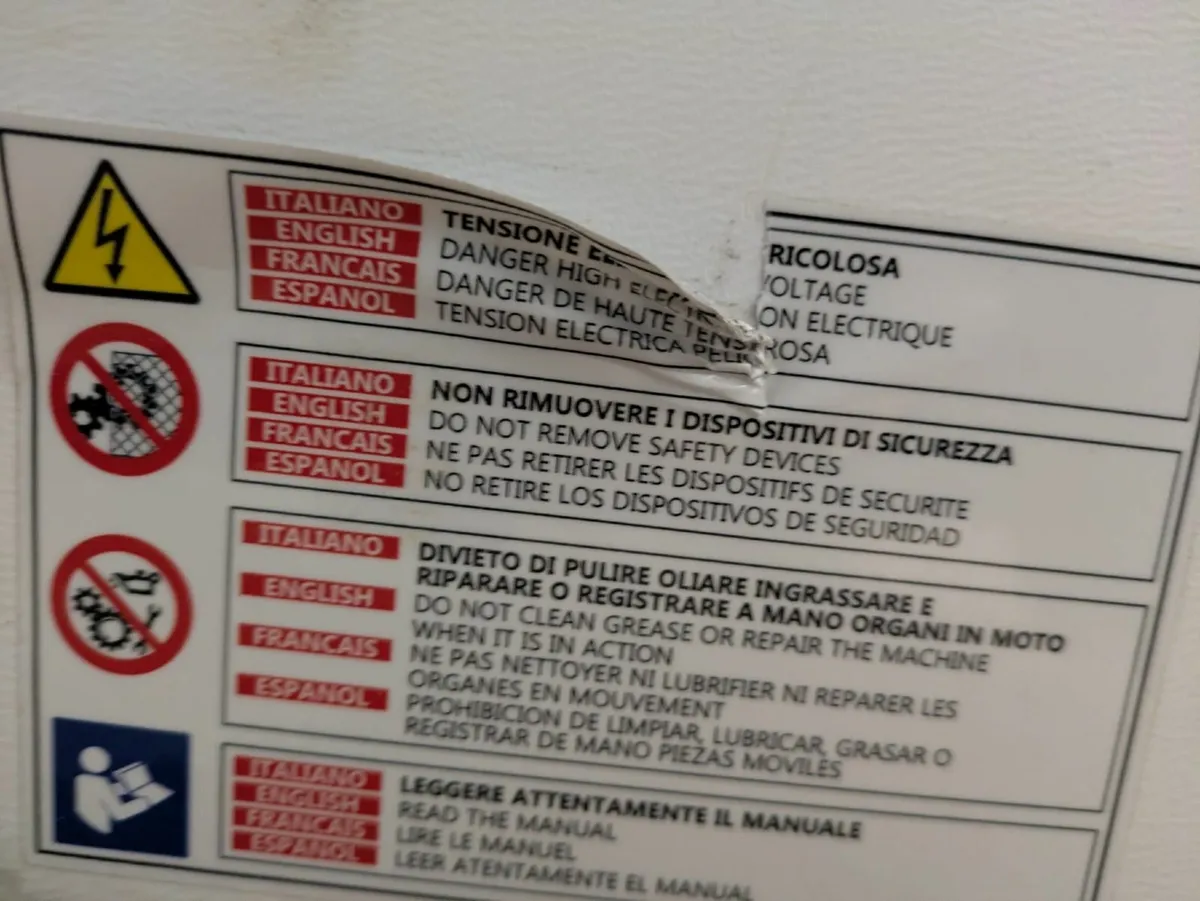 ITALIANO TENSIONE RICOLOSA
ENGLISH DANGER HIGH VOLTAGE
FRANCAIS DANGER DE HAUTE ON ELECTRIQUE
ESPANOL TENSION ELECTRICA ROSA
ITALIANO NON RIMUOVERE I DISPOSITIVI DI SICUREZZA
ENGLISH DO NOT REMOVE SAFETY DEVICES
FRANCAIS NE PAS RETIRER LES DISPOSITIFS DE SECURITE
ESPANOL NO RETIRE LOS DISPOSITIVOS DE SEGURIDAD
ITALIANO DIVIETO DI PULIRE OLIARE INGRASSARE E
RIPARARE O REGISTRARE A MANO ORGANI IN MOTO
ENGLISH DO NOT CLEAN GREASE OR REPAIR THE MACHINE
WHEN IT IS IN ACTION
FRANCAIS NE PAS NETTOYER NI LUBRIFIER NI REPARER LES
ORGANES EN MOUVEMENT
ESPANOL PROHIBICION DE LIMPIAR, LUBRICAR, GRASAR O
REGISTRAR DE MANO PIEZAS MOVILES
ITALIANO LEGGERE ATTENTAMENTE IL MANUALE
ENGLISH READ THE MANUAL
FRANCAIS LIRE LE MANUEL
ESPANOL LEER ATENTAMENTE EL MANUAL